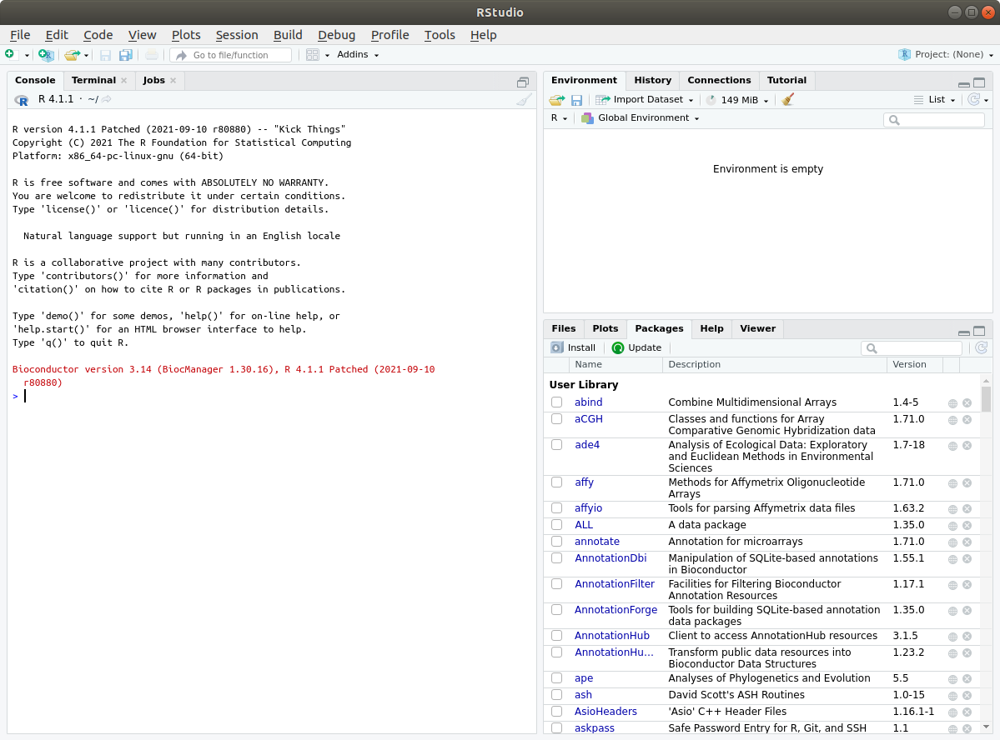 RStudio
File Edit Code View Plots Session Build Debug Profile Tools Help
Go to file/function Addins Project: (None)
Console Terminal Jobs
R 4.1.1 · ~/
R version 4.1.1 Patched (2021-09-10 r80880) -- "Kick Things"
Copyright (C) 2021 The R Foundation for Statistical Computing
Platform: x86_64-pc-linux-gnu (64-bit)
R is free software and comes with ABSOLUTELY NO WARRANTY.
You are welcome to redistribute it under certain conditions.
Type 'license()' or 'licence()' for distribution details.
Natural language support but running in an English locale
R is a collaborative project with many contributors.
Type 'contributors()' for more information and
'citation()' on how to cite R or R packages in publications.
Type 'demo()' for some demos, 'help()' for on-line help, or
'help.start()' for an HTML browser interface to help.
Type 'q()' to quit R.
Bioconductor version 3.14 (BiocManager 1.30.16), R 4.1.1 Patched (2021-09-10
r80880)
>
Environment History Connections Tutorial
Import Dataset 149 MiB List
R Global Environment
Environment is empty
Files Plots Packages Help Viewer
Install Update
Name Description Version
User Library
abind Combine Multidimensional Arrays 1.4-5
aCGH Classes and functions for Array 1.71.0
Comparative Genomic Hybridization data
ade4 Analysis of Ecological Data: Exploratory 1.7-18
and Euclidean Methods in Environmental
Sciences
affy Methods for Affymetrix Oligonucleotide 1.71.0
Arrays
affyio Tools for parsing Affymetrix data files 1.63.2
ALL A data package 1.35.0
annotate Annotation for microarrays 1.71.0
AnnotationDbi Manipulation of SQLite-based annotations 1.55.1
in Bioconductor
AnnotationFilter Facilities for Filtering Bioconductor 1.17.1
Annotation Resources
AnnotationForge Tools for building SQLite-based annotation 1.35.0
data packages
AnnotationHub Client to access AnnotationHub resources 3.1.5
AnnotationHu... Transform public data resources into 1.23.2
Bioconductor Data Structures
ape Analyses of Phylogenetics and Evolution 5.5
ash David Scott's ASH Routines 1.0-15
AsioHeaders 'Asio' C++ Header Files 1.16.1-1
askpass Safe Password Entry for R, Git, and SSH 1.1